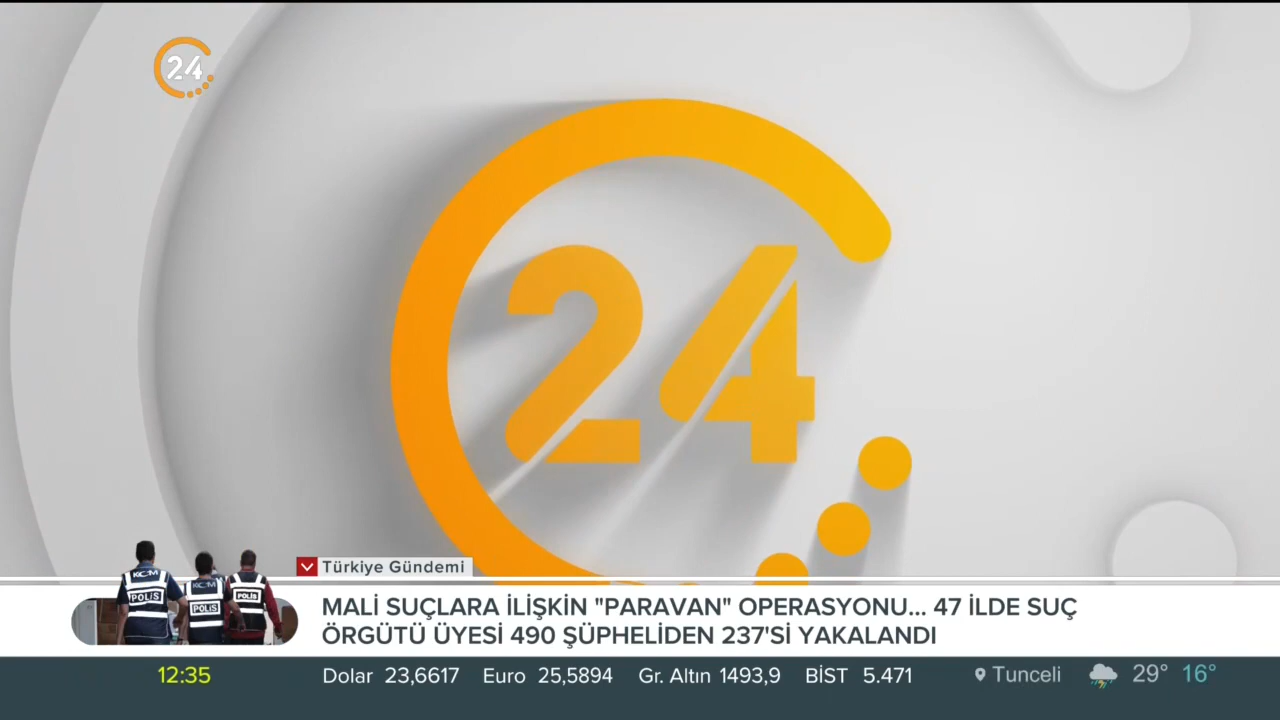 24
24
KOM
POLİS
KOM
POLİS
POLİS
Türkiye Gündemi
MALİ SUÇLARA İLİŞKİN "PARAVAN" OPERASYONU... 47 İLDE SUÇ
ÖRGÜTÜ ÜYESİ 490 ŞÜPHELİDEN 237'Sİ YAKALANDI
12:35 Dolar 23,6617 Euro 25,5894 Gr. Altın 1493,9 BİST 5.471 Tunceli 29° 16°